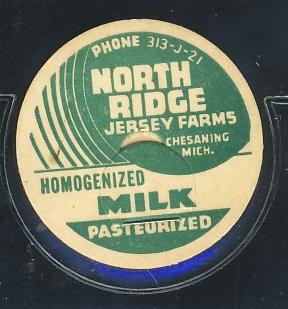 PHONE 313-J-21
NORTH
RIDGE
JERSEY FARMS
CHESANING
MICH.
HOMOGENIZED
MILK
PASTEURIZED